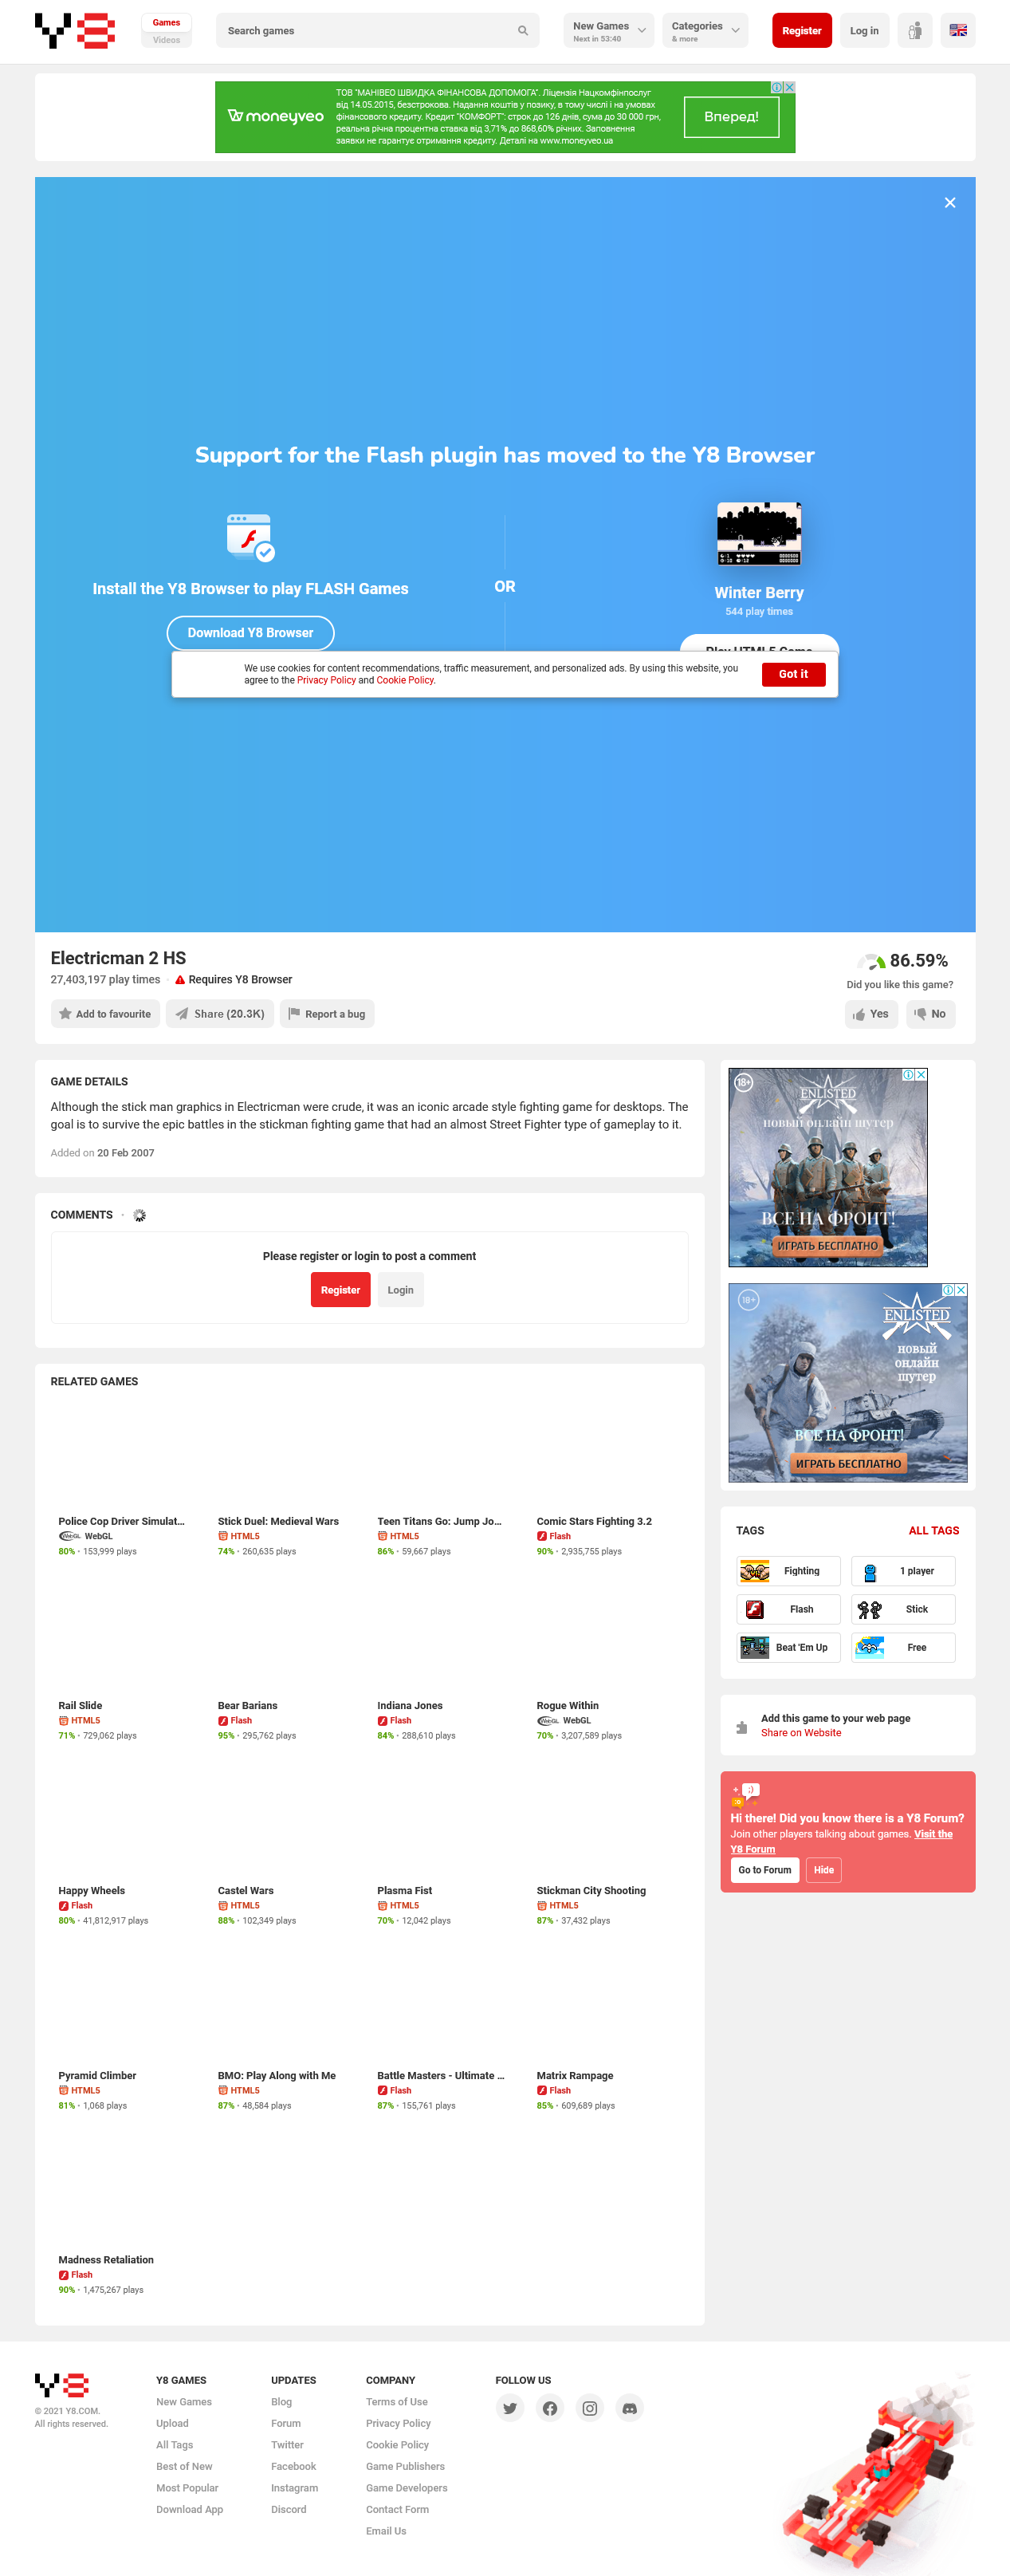 Y8
Games
Videos
Search games
New Games
Next in 53:40
Categories
& more
Register
Log in
moneyveo
ТОВ "МАНІВЕО ШВИДКА ФІНАНСОВА ДОПОМОГА". Ліцензія Нацкомфінпослуг
від 14.05.2015, безстрокова. Надання коштів у позику, в тому числі і на умовах
фінансового кредиту. Кредит "КОМФОРТ": строк до 126 днів, сума до 30 000 грн,
реальна річна процентна ставка від 3,71% до 868,60% річних. Заповнення
заявки не гарантує отримання кредиту. Деталі на www.moneyveo.ua
Вперед!
Support for the Flash plugin has moved to the Y8 Browser
Install the Y8 Browser to play FLASH Games
Download Y8 Browser
OR
Winter Berry
544 play times
Play HTML5 Game
We use cookies for content recommendations, traffic measurement, and personalized ads. By using this website, you
agree to the Privacy Policy and Cookie Policy.
Got it
Electricman 2 HS
27,403,197 play times
Requires Y8 Browser
Add to favourite
Share (20.3K)
Report a bug
86.59%
Did you like this game?
Yes
No
GAME DETAILS
Although the stick man graphics in Electricman were crude, it was an iconic arcade style fighting game for desktops. The
goal is to survive the epic battles in the stickman fighting game that had an almost Street Fighter type of gameplay to it.
Added on 20 Feb 2007
COMMENTS ·
Please register or login to post a comment
Register
Login
18+
ENLISTED
новый онлайн шутер
ВСЕ НА ФРОНТ!
ИГРАТЬ БЕСПЛАТНО
18+
ENLISTED
новый
онлайн
шутер
ВСЕ НА ФРОНТ!
ИГРАТЬ БЕСПЛАТНО
RELATED GAMES
Police Cop Driver Simulat...
WebGL
80% · 153,999 plays
Stick Duel: Medieval Wars
HTML5
74% · 260,635 plays
Teen Titans Go: Jump Jo...
HTML5
86% · 59,667 plays
Comic Stars Fighting 3.2
Flash
90% · 2,935,755 plays
Rail Slide
HTML5
71% · 729,062 plays
Bear Barians
Flash
95% · 295,762 plays
Indiana Jones
Flash
84% · 288,610 plays
Rogue Within
WebGL
70% · 3,207,589 plays
Happy Wheels
Flash
80% · 41,812,917 plays
Castel Wars
HTML5
88% · 102,349 plays
Plasma Fist
HTML5
70% · 12,042 plays
Stickman City Shooting
HTML5
87% · 37,432 plays
Pyramid Climber
HTML5
81% · 1,068 plays
BMO: Play Along with Me
HTML5
87% · 48,584 plays
Battle Masters - Ultimate ...
Flash
87% · 155,761 plays
Matrix Rampage
Flash
85% · 609,689 plays
Madness Retaliation
Flash
90% · 1,475,267 plays
TAGS
ALL TAGS
Fighting
1 player
Flash
Stick
Beat 'Em Up
Free
Add this game to your web page
Share on Website
Hi there! Did you know there is a Y8 Forum?
Join other players talking about games. Visit the
Y8 Forum
Go to Forum
Hide
Y8
© 2021 Y8.COM.
All rights reserved.
Y8 GAMES
New Games
Upload
All Tags
Best of New
Most Popular
Download App
UPDATES
Blog
Forum
Twitter
Facebook
Instagram
Discord
COMPANY
Terms of Use
Privacy Policy
Cookie Policy
Game Publishers
Game Developers
Contact Form
Email Us
FOLLOW US